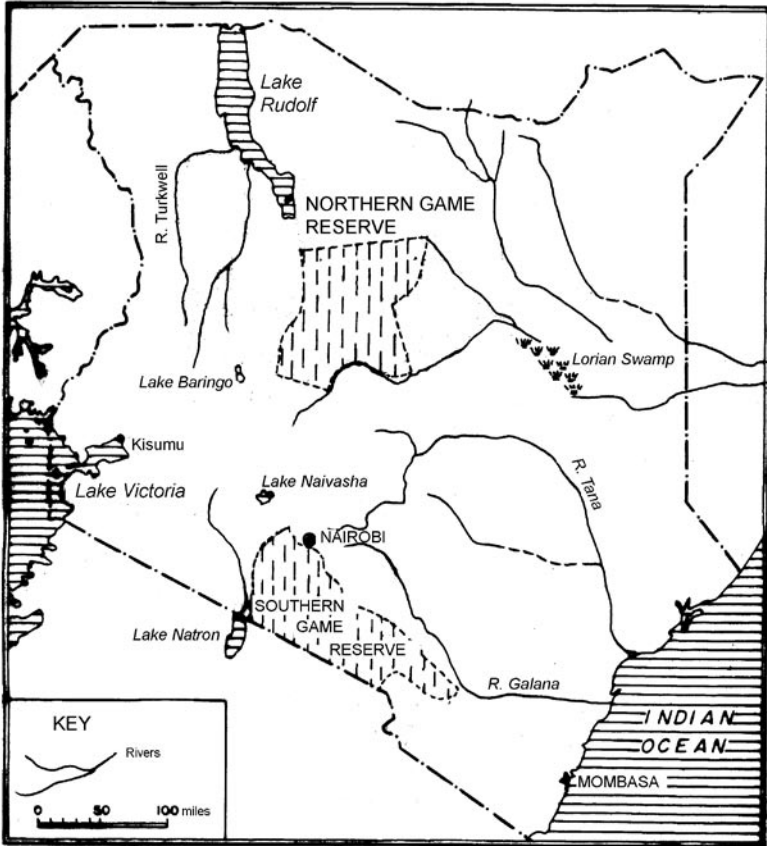 Lake
Rudolf
R. Turkwell
NORTHERN GAME
RESERVE
Lorian Swamp
Lake Baringo
Kisumu
Lake Victoria
Lake Naivasha
R. Tana
NAIROBI
SOUTHERN
GAME
RESERVE
Lake Natron
R. Galana
INDIAN
OCEAN
MOMBASA
KEY
Rivers
0 50 100 miles